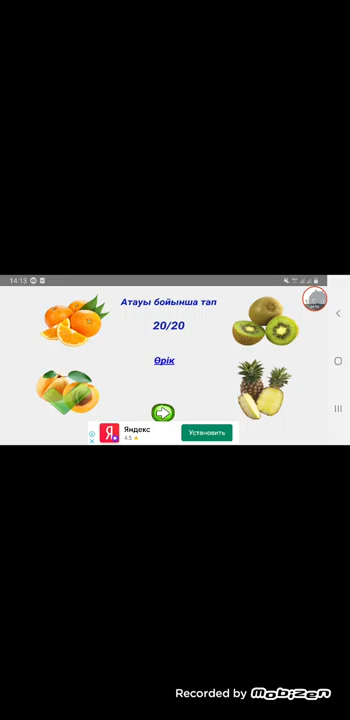 14:13
Атауы бойынша тап
20/20
Өрік
Яндекс
4.5 ★
Установить
Recorded by mobizen